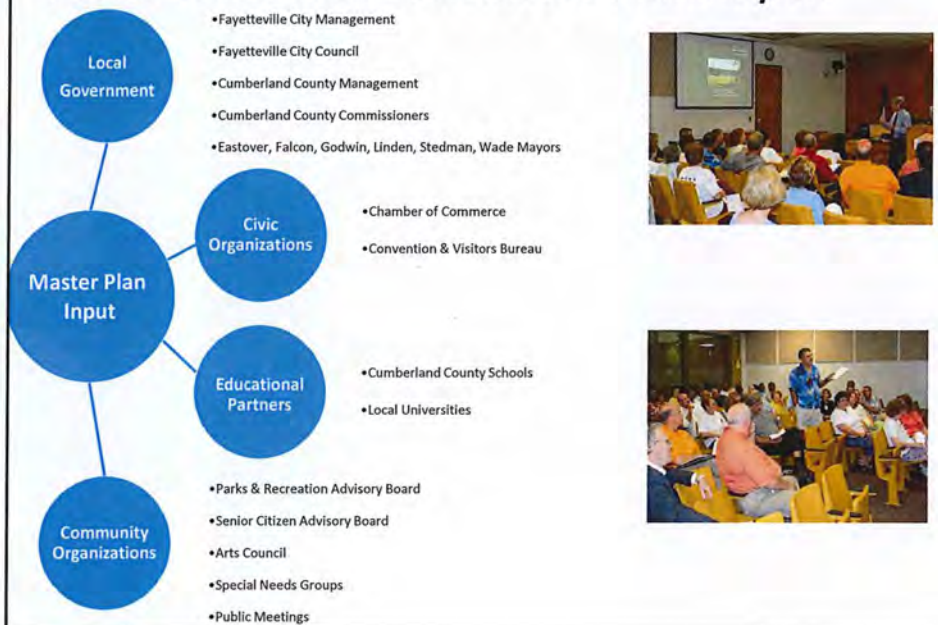 •Fayetteville City Management
•Fayetteville City Council
•Cumberland County Management
•Cumberland County Commissioners
•Eastover, Falcon, Godwin, Linden, Stedman, Wade Mayors
Local
Government
Civic
Organizations
•Chamber of Commerce
•Convention & Visitors Bureau
Master Plan
Input
Educational
Partners
•Cumberland County Schools
•Local Universities
Community
Organizations
•Parks & Recreation Advisory Board
•Senior Citizen Advisory Board
•Arts Council
•Special Needs Groups
•Public Meetings